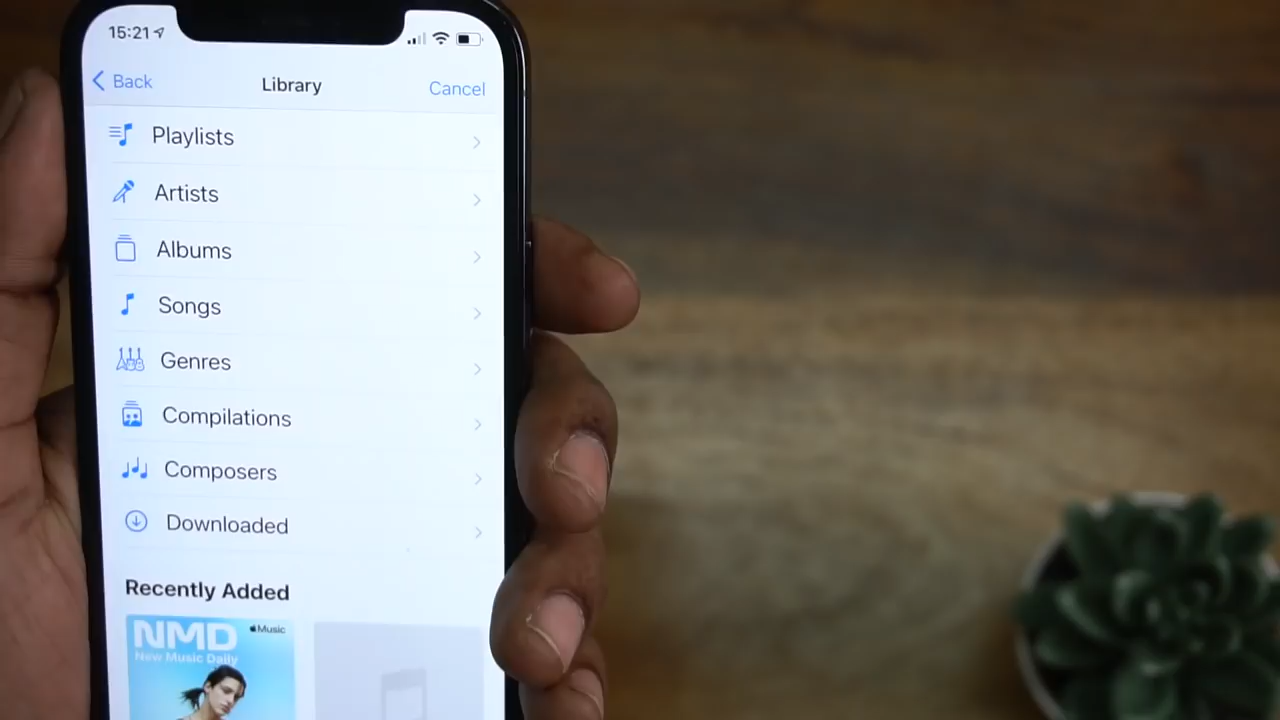 15:21
Back
Library
Cancel
Playlists
Artists
Albums
Songs
Genres
Compilations
Composers
Downloaded
Recently Added
NMD
Music
New Music Daily